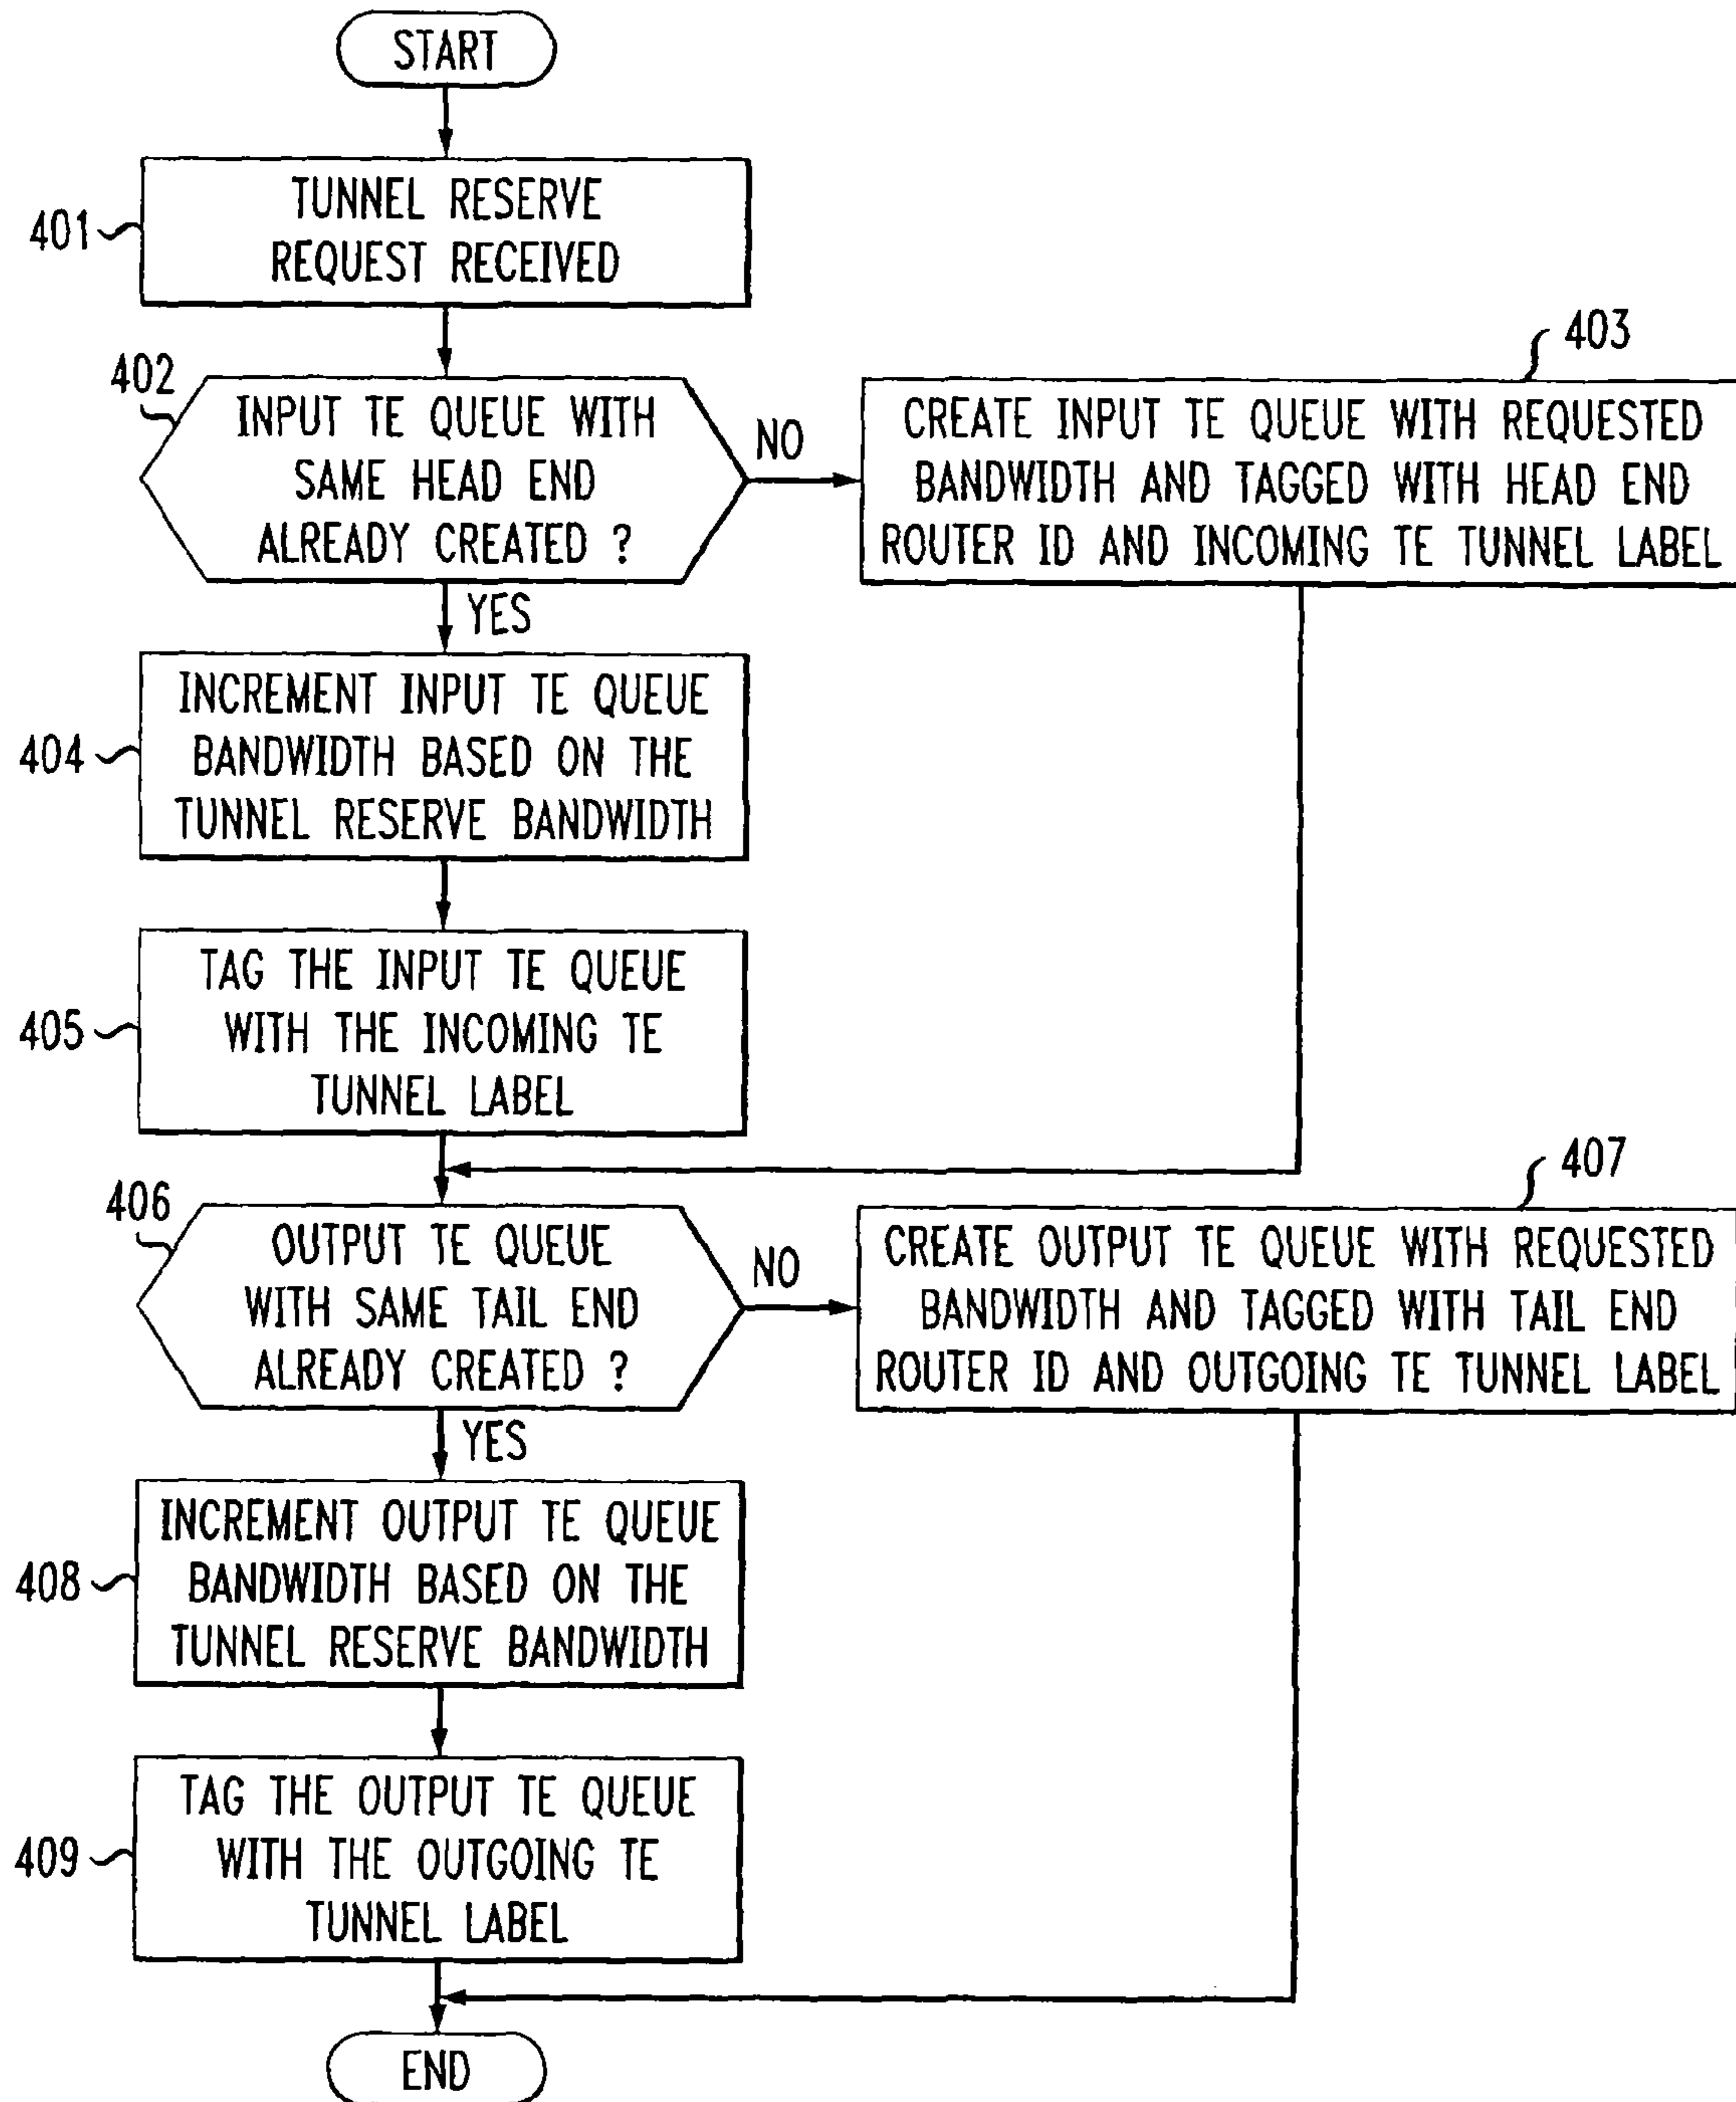 START
401
TUNNEL RESERVE
REQUEST RECEIVED
402
INPUT TE QUEUE WITH
SAME HEAD END
ALREADY CREATED ?
NO
403
CREATE INPUT TE QUEUE WITH REQUESTED
BANDWIDTH AND TAGGED WITH HEAD END
ROUTER ID AND INCOMING TE TUNNEL LABEL
YES
404
INCREMENT INPUT TE QUEUE
BANDWIDTH BASED ON THE
TUNNEL RESERVE BANDWIDTH
405
TAG THE INPUT TE QUEUE
WITH THE INCOMING TE
TUNNEL LABEL
406
OUTPUT TE QUEUE
WITH SAME TAIL END
ALREADY CREATED ?
NO
407
CREATE OUTPUT TE QUEUE WITH REQUESTED
BANDWIDTH AND TAGGED WITH TAIL END
ROUTER ID AND OUTGOING TE TUNNEL LABEL
YES
408
INCREMENT OUTPUT TE QUEUE
BANDWIDTH BASED ON THE
TUNNEL RESERVE BANDWIDTH
409
TAG THE OUTPUT TE QUEUE
WITH THE OUTGOING TE
TUNNEL LABEL
END